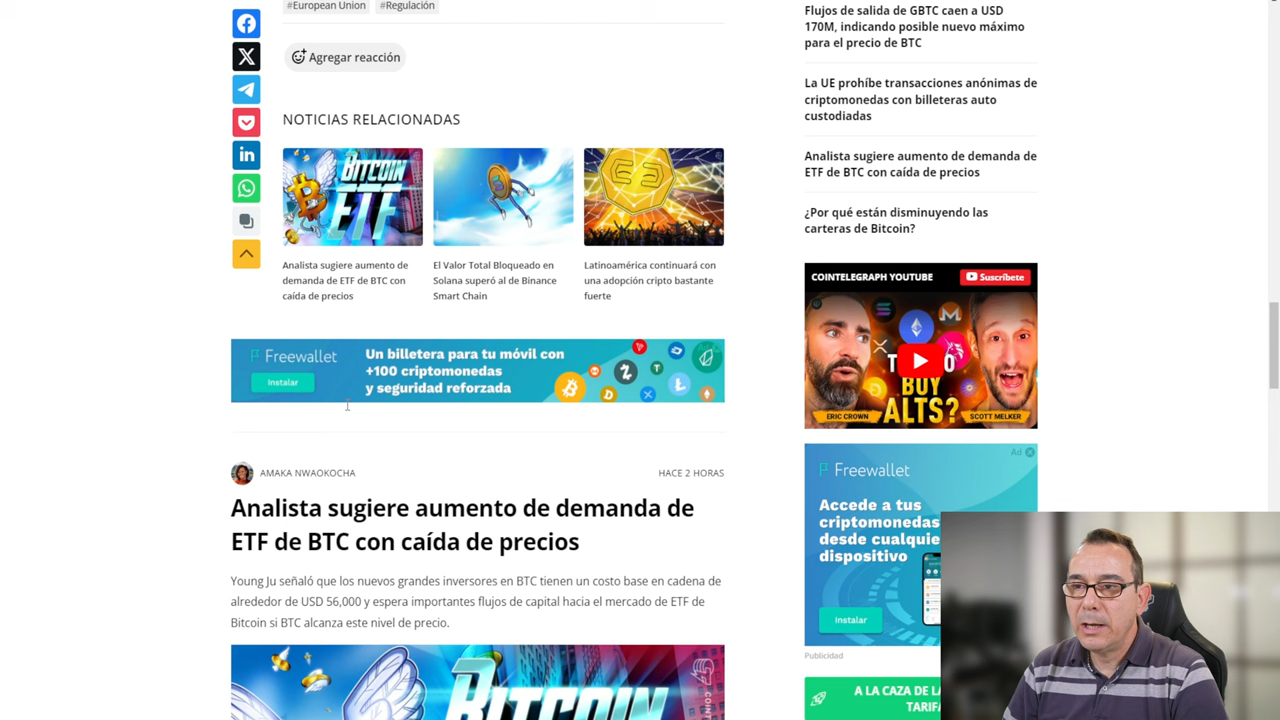 #European Union
#Regulación
Agregar reacción
NOTICIAS RELACIONADAS
BITCOIN
ETF
Analista sugiere aumento de
demanda de ETF de BTC con
caída de precios
El Valor Total Bloqueado en
Solana superó al de Binance
Smart Chain
Latinoamérica continuará con
una adopción cripto bastante
fuerte
Freewallet
Instalar
Un billetera para tu móvil con
+100 criptomonedas
y seguridad reforzada
AMAKA NWAOKOCHA
HACE 2 HORAS
Analista sugiere aumento de demanda de
ETF de BTC con caída de precios
Young Ju señaló que los nuevos grandes inversores en BTC tienen un costo base en cadena de
alrededor de USD 56,000 y espera importantes flujos de capital hacia el mercado de ETF de
Bitcoin si BTC alcanza este nivel de precio.
BITCOIN
Flujos de salida de GBTC caen a USD
170M, indicando posible nuevo máximo
para el precio de BTC
La UE prohíbe transacciones anónimas de
criptomonedas con billeteras auto
custodiadas
Analista sugiere aumento de demanda de
ETF de BTC con caída de precios
¿Por qué están disminuyendo las
carteras de Bitcoin?
COINTELEGRAPH YOUTUBE
Suscríbete
BUY
ALTS?
ERIC CROWN
SCOTT MELKER
Ad
Freewallet
Accede a tus
criptomonedas
desde cualquie
dispositivo
Instalar
Publicidad
A LA CAZA DE LA
TARIFA